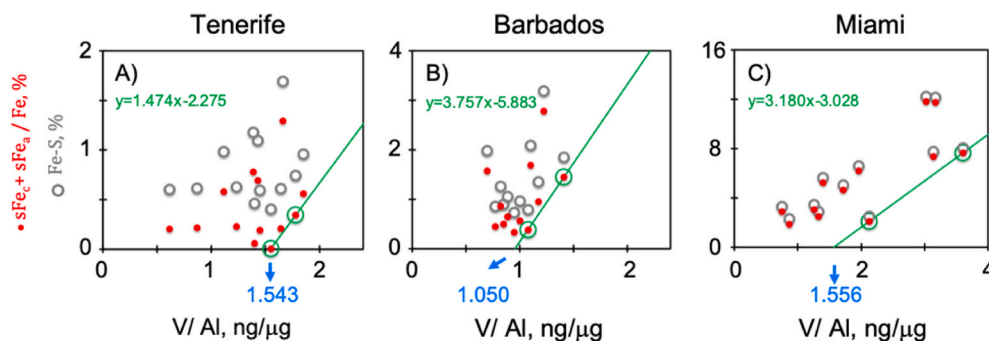 Tenerife
Barbados
Miami
• sFec+ sFea / Fe, %
Fe-S, %
2
1
0
A)
y=1.474x-2.275
0 1 2
1.543
V/ Al, ng/μg
4
2
0
B)
y=3.757x-5.883
0 1 2
1.050
V/ Al, ng/μg
16
8
0
C)
y=3.180x-3.028
0 2 4
1.556
V/ Al, ng/μg